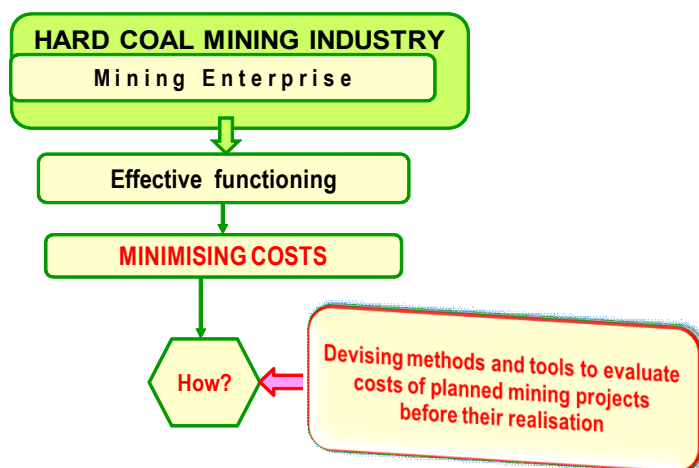 HARD COAL MINING INDUSTRY
Mining Enterprise
Effective functioning
MINIMISING COSTS
How?
Devising methods and tools to evaluate
costs of planned mining projects
before their realisation